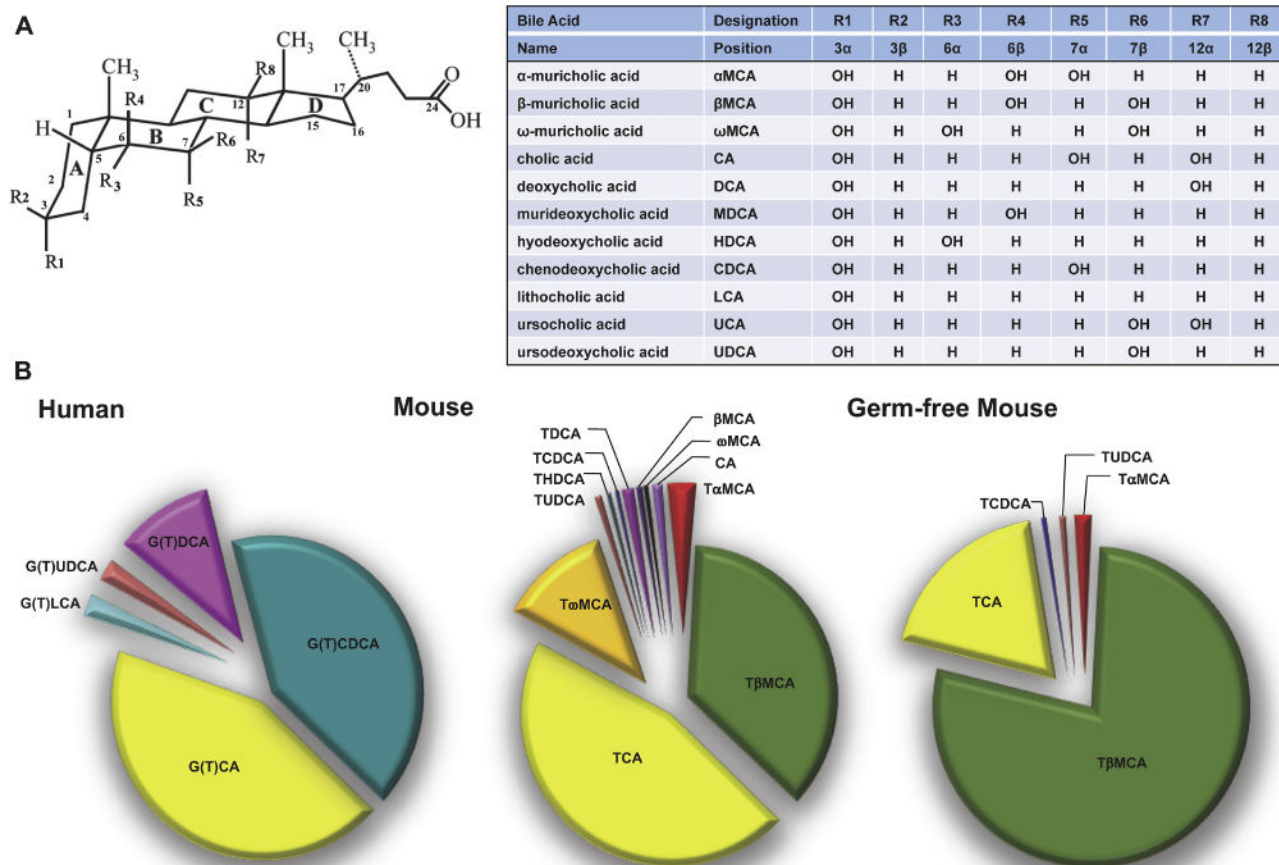 A
CH3
CH3
CH3
R8
R4
H
12
C
D
17
20
O
24
OH
1
B
15
16
6
7
R6
R7
5
A
R3
R5
2
R2
3
4
R1
Bile Acid Designation R1 R2 R3 R4 R5 R6 R7 R8
Name Position 3α 3β 6α 6β 7α 7β 12α 12β
α-muricholic acid αMCA OH H H OH OH H H H
β-muricholic acid βMCA OH H H OH H OH H H
ω-muricholic acid ωMCA OH H OH H H OH H H
cholic acid CA OH H H H OH H OH H
deoxycholic acid DCA OH H H H H H OH H
murideoxycholic acid MDCA OH H H OH H H H H
hyodeoxycholic acid HDCA OH H OH H H H H H
chenodeoxycholic acid CDCA OH H H H OH H H H
lithocholic acid LCA OH H H H H H H H
ursocholic acid UCA OH H H H H OH OH H
ursodeoxycholic acid UDCA OH H H H H OH H H
B
Human
G(T)DCA
G(T)UDCA
G(T)LCA
G(T)CDCA
G(T)CA
Mouse
TDCA
TCDCA
THDCA
TUDCA
βMCA
ωMCA
CA
TαMCA
TωMCA
TβMCA
TCA
Germ-free Mouse
TUDCA
TαMCA
TCDCA
TCA
TβMCA